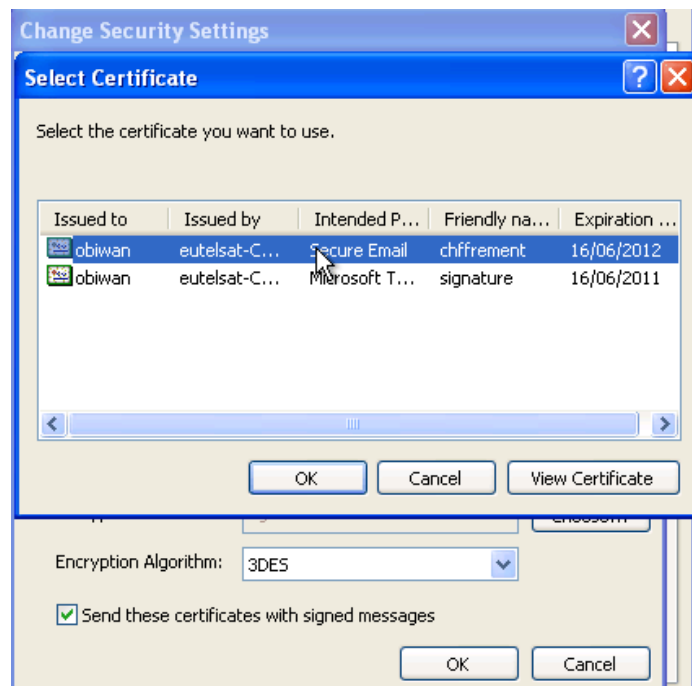 Change Security Settings
Select Certificate
Select the certificate you want to use.
Issued to Issued by Intended P... Friendly na... Expiration ...
obiwan eutelsat-C... Secure Email chffrement 16/06/2012
obiwan eutelsat-C... Microsoft T... signature 16/06/2011
OK Cancel View Certificate
Encryption Algorithm: 3DES
Send these certificates with signed messages
OK Cancel